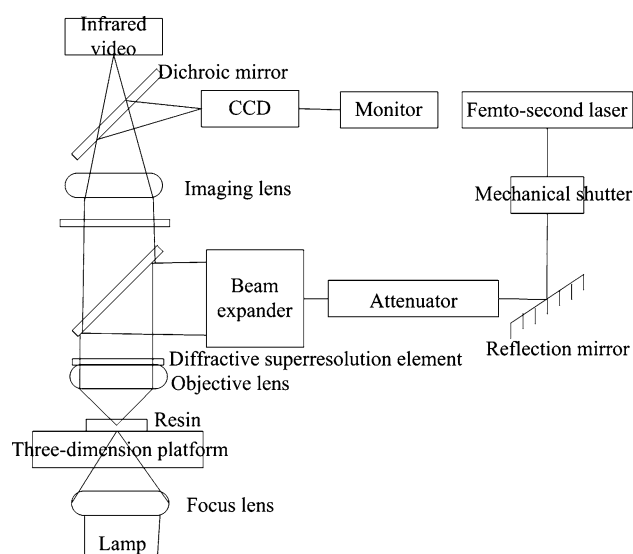 Infrared
video
Dichroic mirror
CCD
Monitor
Femto-second laser
Imaging lens
Mechanical shutter
Beam
expander
Attenuator
Reflection mirror
Diffractive superresolution element
Objective lens
Resin
Three-dimension platform
Focus lens
Lamp